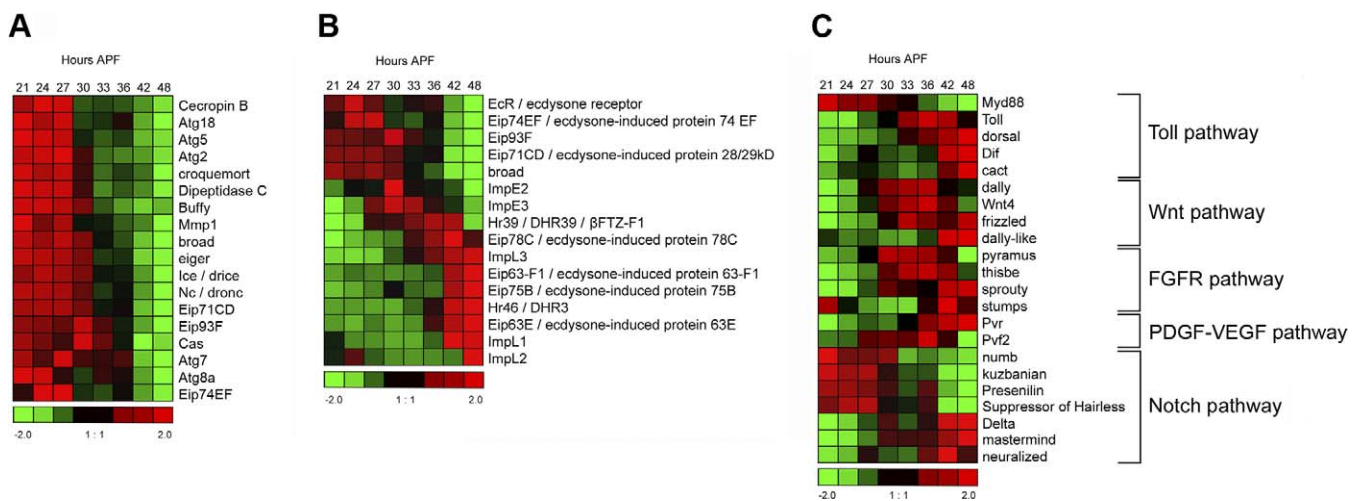 A
Hours APF
21 24 27 30 33 36 42 48
Cecropin B
Atg18
Atg5
Atg2
croquemort
Dipeptidase C
Buffy
Mmp1
broad
eiger
Ice / drice
Nc / dronc
Eip71CD
Eip93F
Cas
Atg7
Atg8a
Eip74EF
-2.0 1 : 1 2.0
B
Hours APF
21 24 27 30 33 36 42 48
EcR / ecdysone receptor
Eip74EF / ecdysone-induced protein 74 EF
Eip93F
Eip71CD / ecdysone-induced protein 28/29kD
broad
ImpE2
ImpE3
Hr39 / DHR39 / βFTZ-F1
Eip78C / ecdysone-induced protein 78C
ImpL3
Eip63-F1 / ecdysone-induced protein 63-F1
Eip75B / ecdysone-induced protein 75B
Hr46 / DHR3
Eip63E / ecdysone-induced protein 63E
ImpL1
ImpL2
-2.0 1 : 1 2.0
C
Hours APF
21 24 27 30 33 36 42 48
Myd88
Toll
dorsal
Dif
cact
dally
Wnt4
frizzled
dally-like
pyramus
thisbe
sprouty
stumps
Pvr
Pvf2
numb
kuzbanian
Presenilin
Suppressor of Hairless
Delta
mastermind
neuralized
Toll pathway
Wnt pathway
FGFR pathway
PDGF-VEGF pathway
Notch pathway
-2.0 1 : 1 2.0